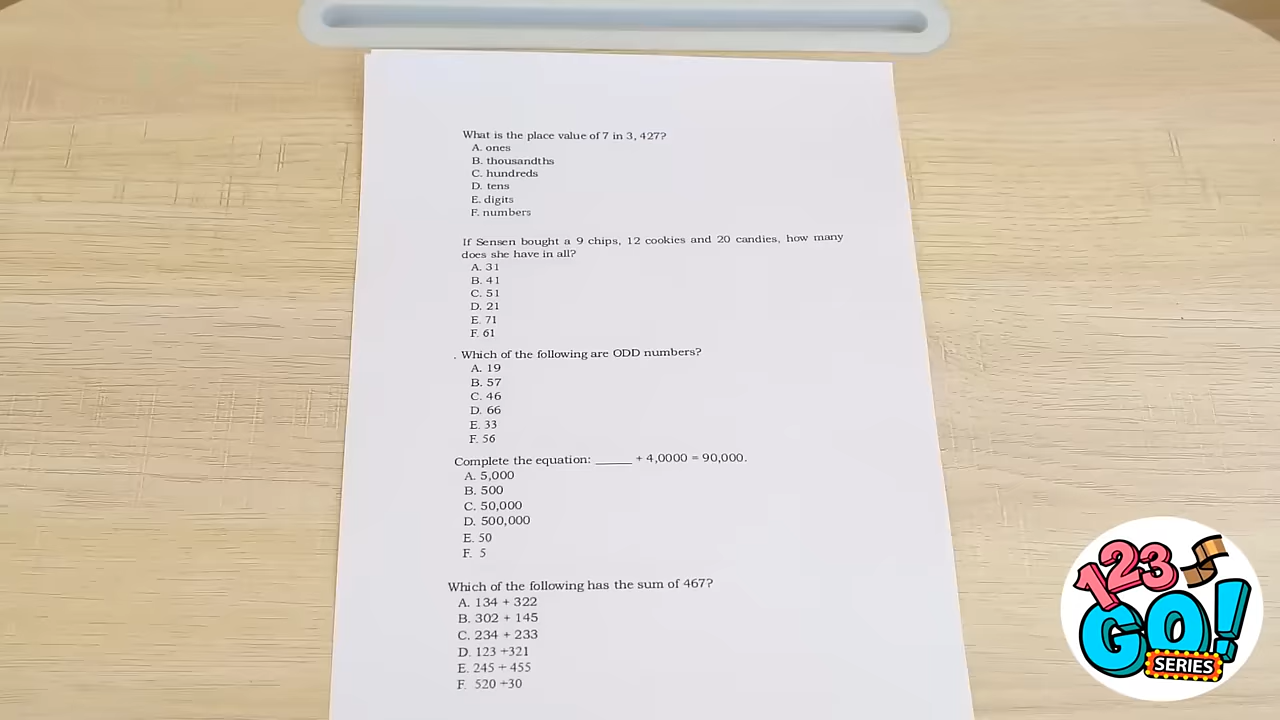 What is the place value of 7 in 3, 427?
A. ones
B. thousandths
C. hundreds
D. tens
E. digits
F. numbers
If Sensen bought a 9 chips, 12 cookies and 20 candies, how many
does she have in all?
A. 31
B. 41
C. 51
D. 21
E. 71
F. 61
. Which of the following are ODD numbers?
A. 19
B. 57
C. 46
D. 66
E. 33
F. 56
Complete the equation: _____ + 4,0000 = 90,000.
A. 5,000
B. 500
C. 50,000
D. 500,000
E. 50
F. 5
Which of the following has the sum of 467?
A. 134 + 322
B. 302 + 145
C. 234 + 233
D. 123 +321
E. 245 + 455
F. 520 +30
123
GO!
SERIES